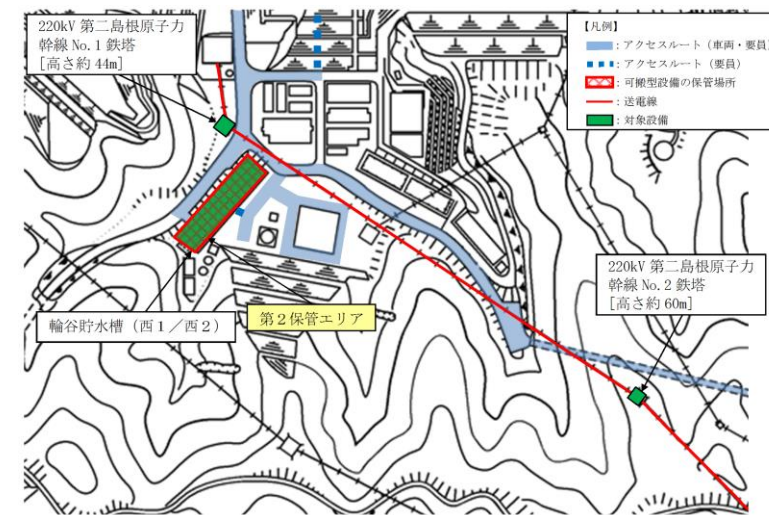 220kV 第二島根原子力
幹線 No.1 鉄塔
[高さ約 44m]
【凡例】
：アクセスルート（車両・要員）
：アクセスルート（要員）
：可搬型設備の保管場所
：送電線
：対象設備
220kV 第二島根原子力
幹線 No.2 鉄塔
[高さ約 60m]
輪谷貯水槽（西１／西２）
第２保管エリア